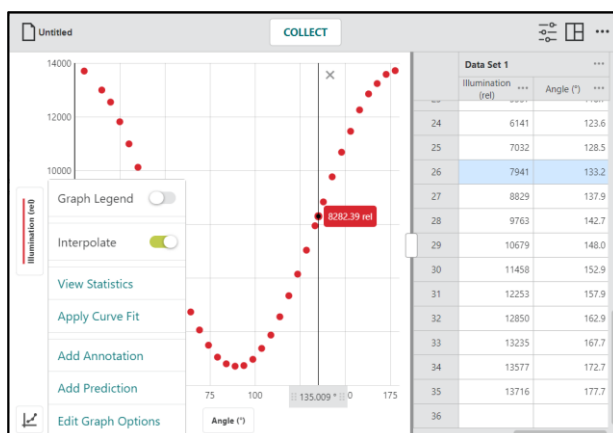 Untitled
COLLECT
14000
12000
10000
Illumination (rel)
8282.39 rel
Graph Legend
Interpolate
View Statistics
Apply Curve Fit
Add Annotation
Add Prediction
Edit Graph Options
75 100 135.009 ° 0 175
Angle (°)
Data Set 1
Illumination (rel) Angle (°)
24 6141 123.6
25 7032 128.5
26 7941 133.2
27 8829 137.9
28 9763 142.7
29 10679 148.0
30 11458 152.9
31 12253 157.9
32 12850 162.9
33 13235 167.7
34 13577 172.7
35 13716 177.7
36